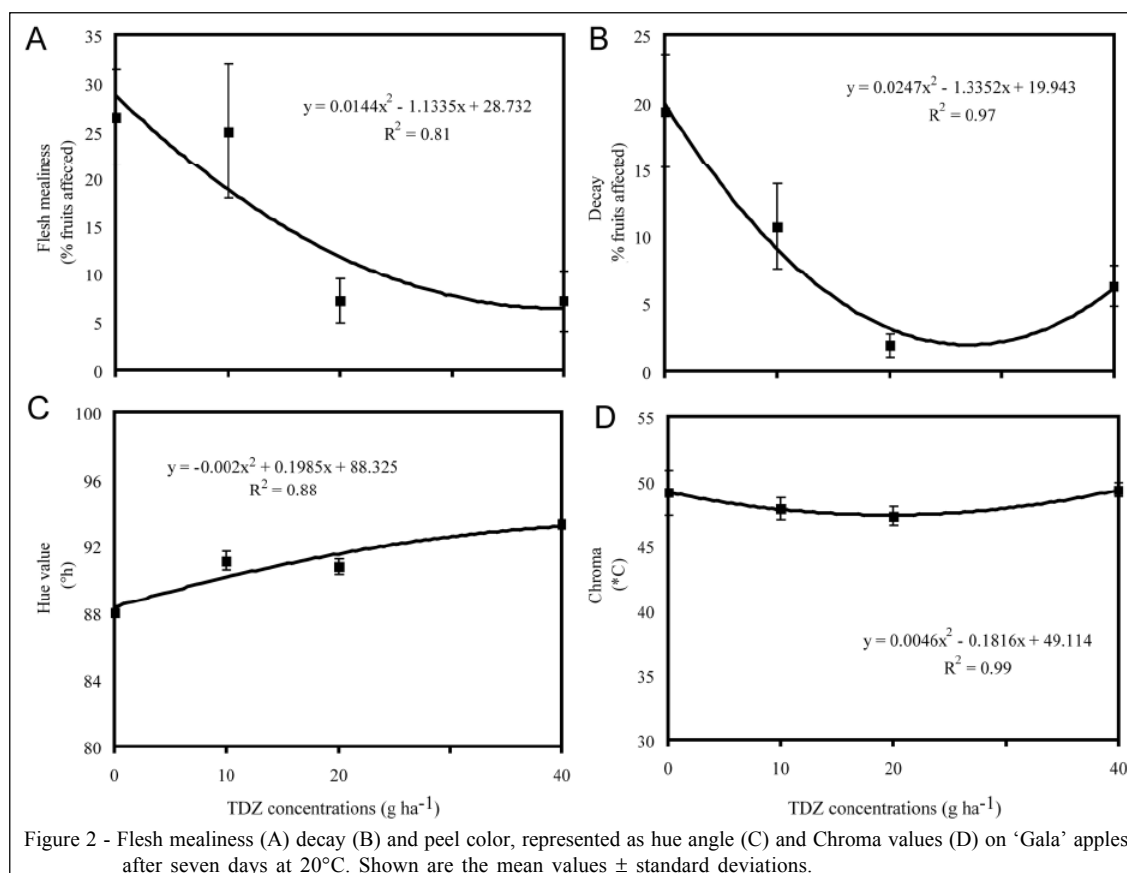 A
35
30
25
20
15
10
5
0
Flesh mealiness
(% fruits affected)
y = 0.0144x² - 1.1335x + 28.732
R² = 0.81
B
25
20
15
10
5
0
Decay
% fruits affected)
y = 0.0247x² - 1.3352x + 19.943
R² = 0.97
C
100
96
92
88
84
80
Hue value
(°h)
y = -0.002x² + 0.1985x + 88.325
R² = 0.88
0 10 20 40
TDZ concentrations (g ha⁻¹)
D
55
50
45
40
35
30
Chroma
(*C)
y = 0.0046x² - 0.1816x + 49.114
R² = 0.99
0 10 20 40
TDZ concentrations (g ha⁻¹)
Figure 2 - Flesh mealiness (A) decay (B) and peel color, represented as hue angle (C) and Chroma values (D) on ‘Gala’ apples
after seven days at 20°C. Shown are the mean values ± standard deviations.